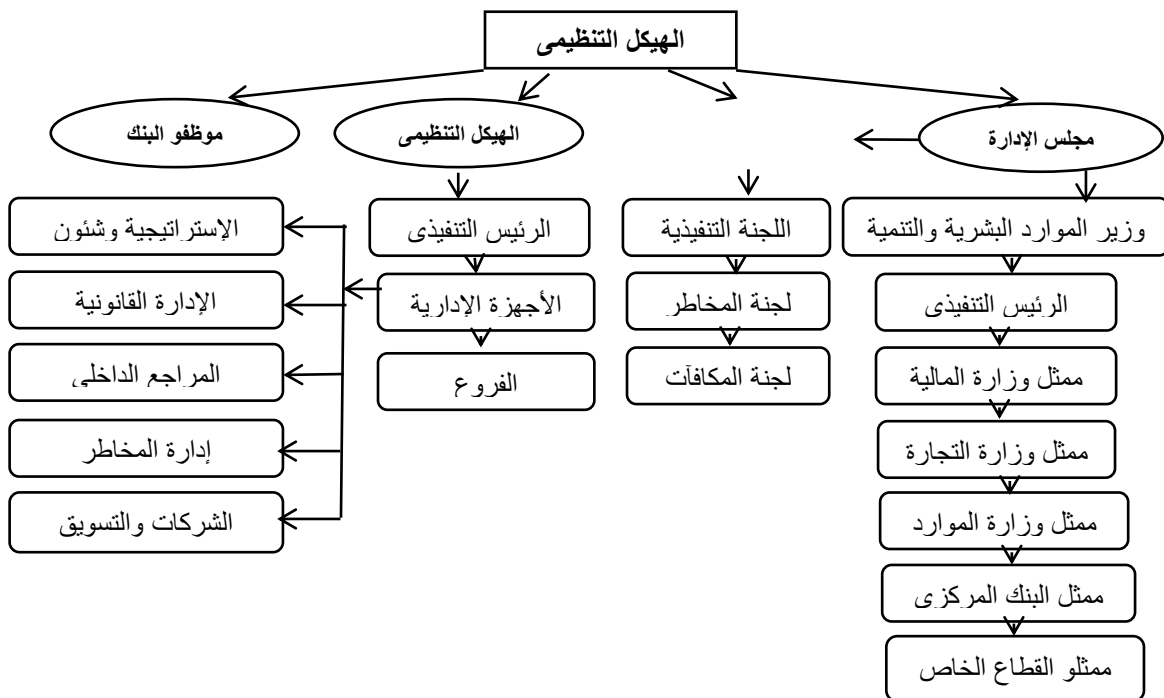 الهيكل التنظيمى
مجلس الإدارة
الهيكل التنظيمى
موظفو البنك
وزير الموارد البشرية والتنمية
الرئيس التنفيذى
ممثل وزارة المالية
ممثل وزارة التجارة
ممثل وزارة الموارد
ممثل البنك المركزى
ممثلو القطاع الخاص
اللجنة التنفيذية
لجنة المخاطر
لجنة المكافآت
الرئيس التنفيذى
الأجهزة الإدارية
الفروع
الإستراتيجية وشئون
الإدارة القانونية
المراجع الداخلى
إدارة المخاطر
الشركات والتسويق